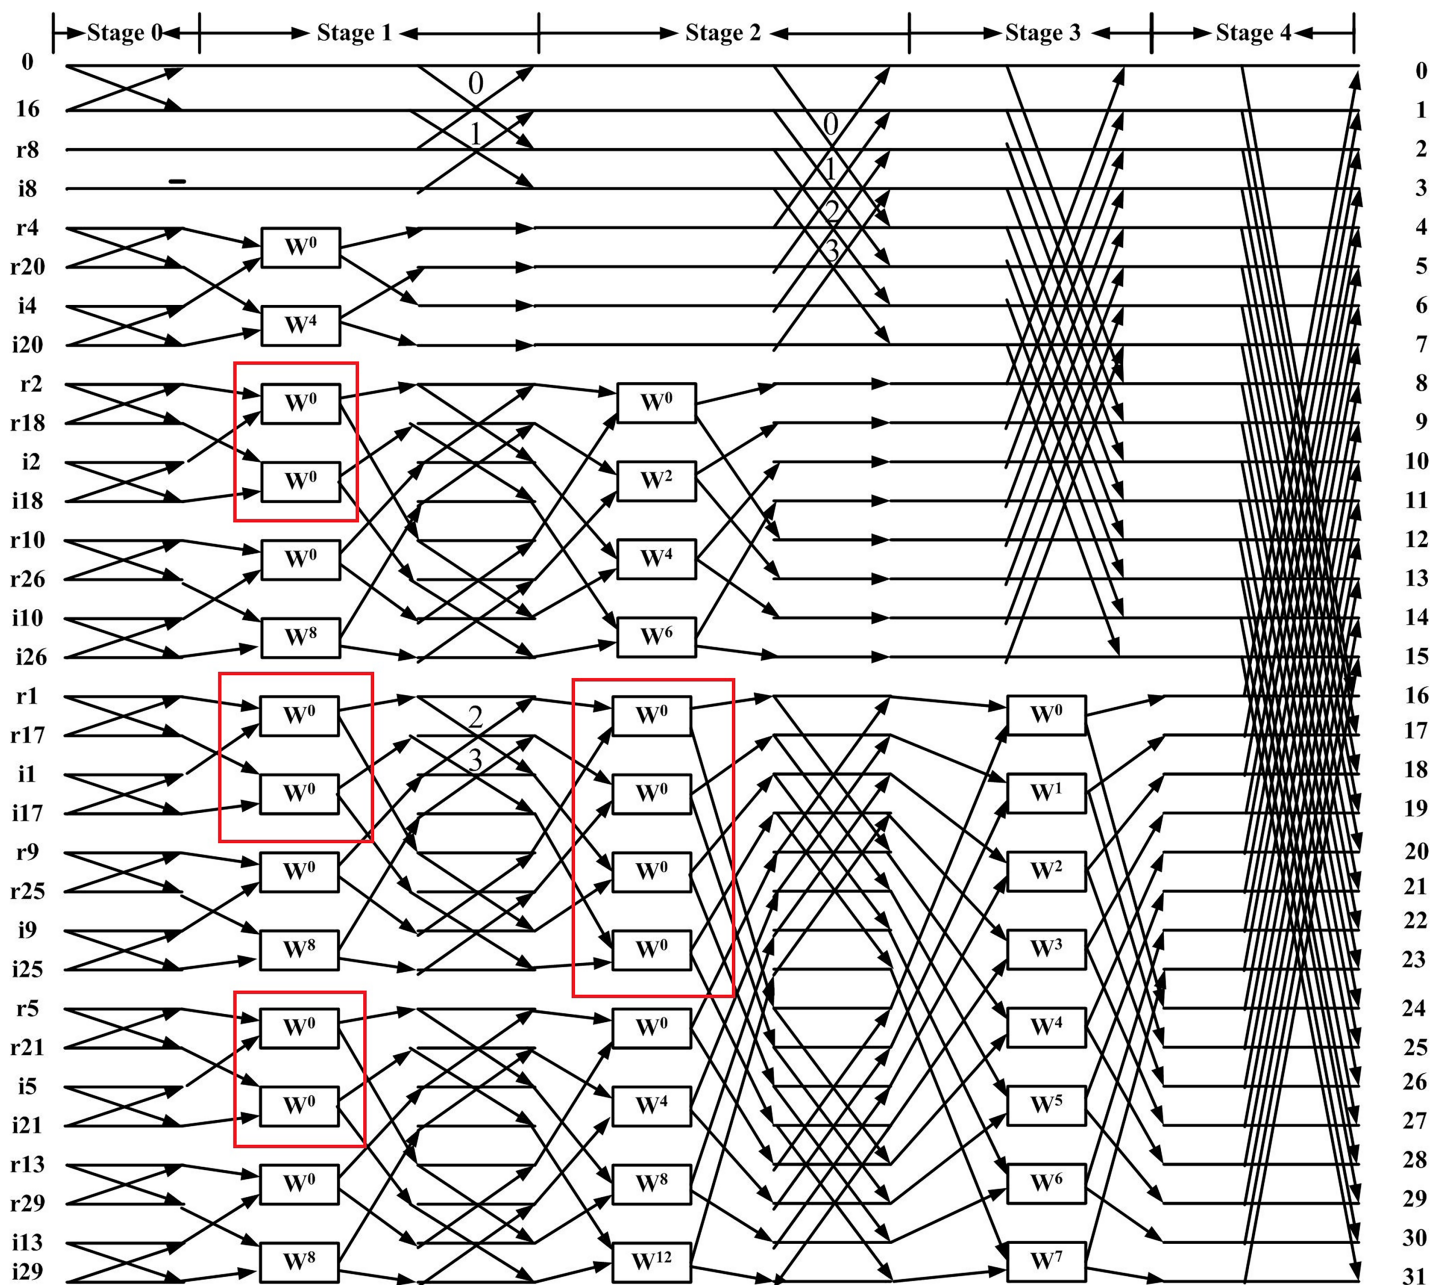 Stage 0 Stage 1 Stage 2 Stage 3 Stage 4
0 0
16 0 1
1 0
r8 2
1
i8 3
r4 2 4
W⁰
3
r20 5
i4 6
W⁴
i20 7
r2 8
W⁰ W⁰
r18 9
i2 10
W⁰ W²
i18 11
r10 12
W⁰ W⁴
r26 13
i10 14
W⁸ W⁶
i26 15
r1 16
W⁰ 2 W⁰ W⁰
r17 17
3
i1 18
W⁰ W⁰ W¹
i17 19
r9 20
W⁰ W⁰ W²
r25 21
i9 22
W⁸ W⁰ W³
i25 23
r5 24
W⁰ W⁰ W⁴
r21 25
i5 26
W⁰ W⁴ W⁵
i21 27
r13 28
W⁰ W⁸ W⁶
r29 29
i13 30
W⁸ W¹² W⁷
i29 31